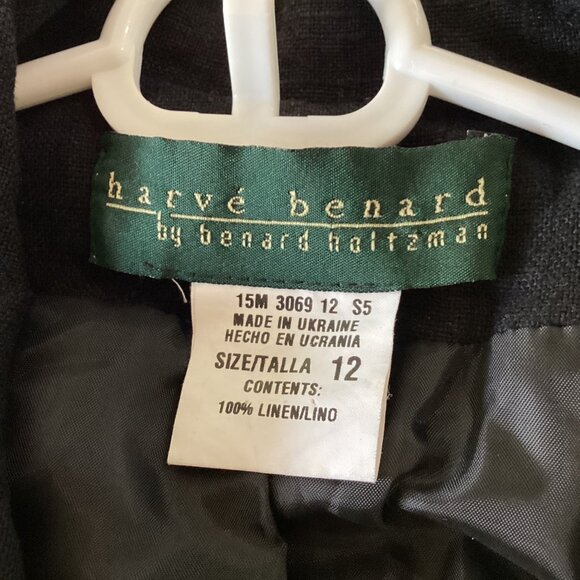 harvé benard
by benard holtzman
15M 3069 12 S5
MADE IN UKRAINE
HECHO EN UCRANIA
SIZE/TALLA 12
CONTENTS:
100% LINEN/LINO